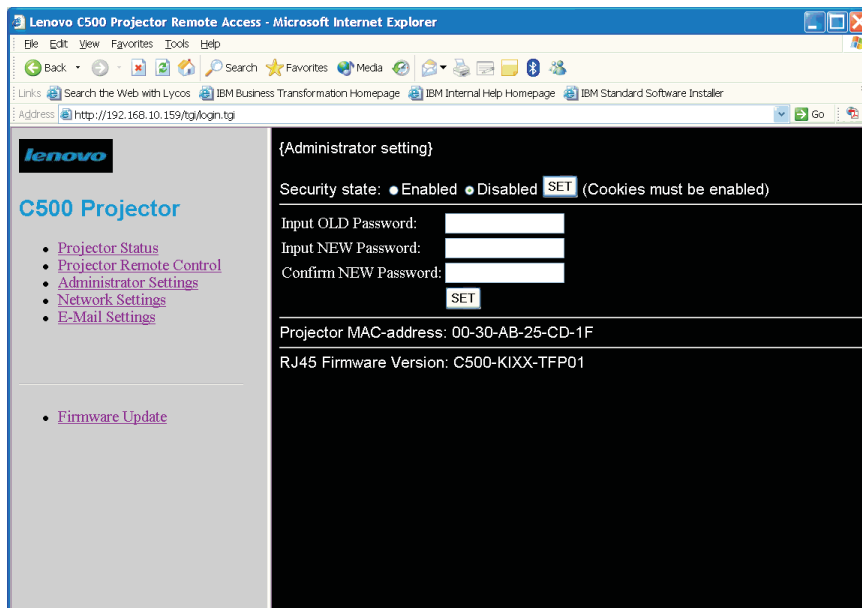 Lenovo C500 Projector Remote Access - Microsoft Internet Explorer
File Edit View Favorites Tools Help
Back Search Favorites Media
Links Search the Web with Lycos IBM Business Transformation Homepage IBM Internal Help Homepage IBM Standard Software Installer
Address http://192.168.10.159/tgi/login.tgi Go
lenovo
C500 Projector
Projector Status
Projector Remote Control
Administrator Settings
Network Settings
E-Mail Settings
Firmware Update
{Administrator setting}
Security state: Enabled Disabled SET (Cookies must be enabled)
Input OLD Password:
Input NEW Password:
Confirm NEW Password:
SET
Projector MAC-address: 00-30-AB-25-CD-1F
RJ45 Firmware Version: C500-KIXX-TFP01